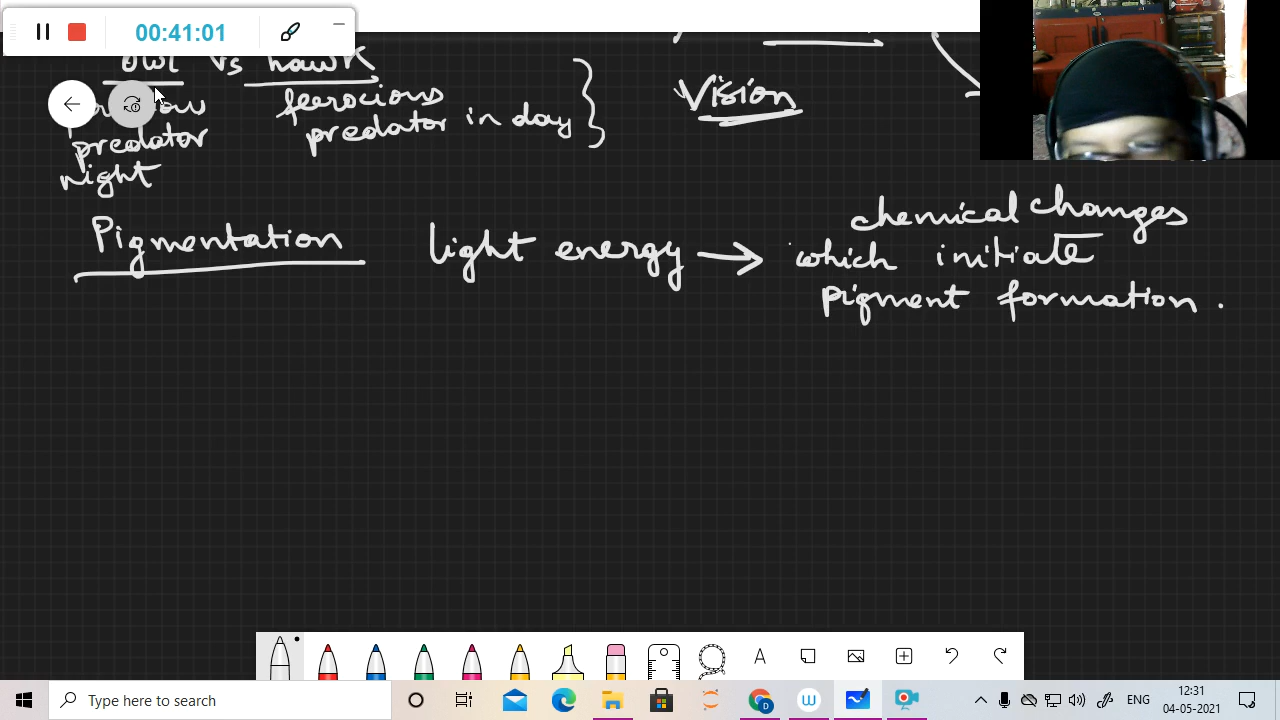 00:41:01
owl vs hawk
ferocious
predator in day
predator
night
Vision
Pigmentation
light energy → chemical changes
which initiate
pigment formation.
A
Type here to search
W
D
ENG
12:31
04-05-2021